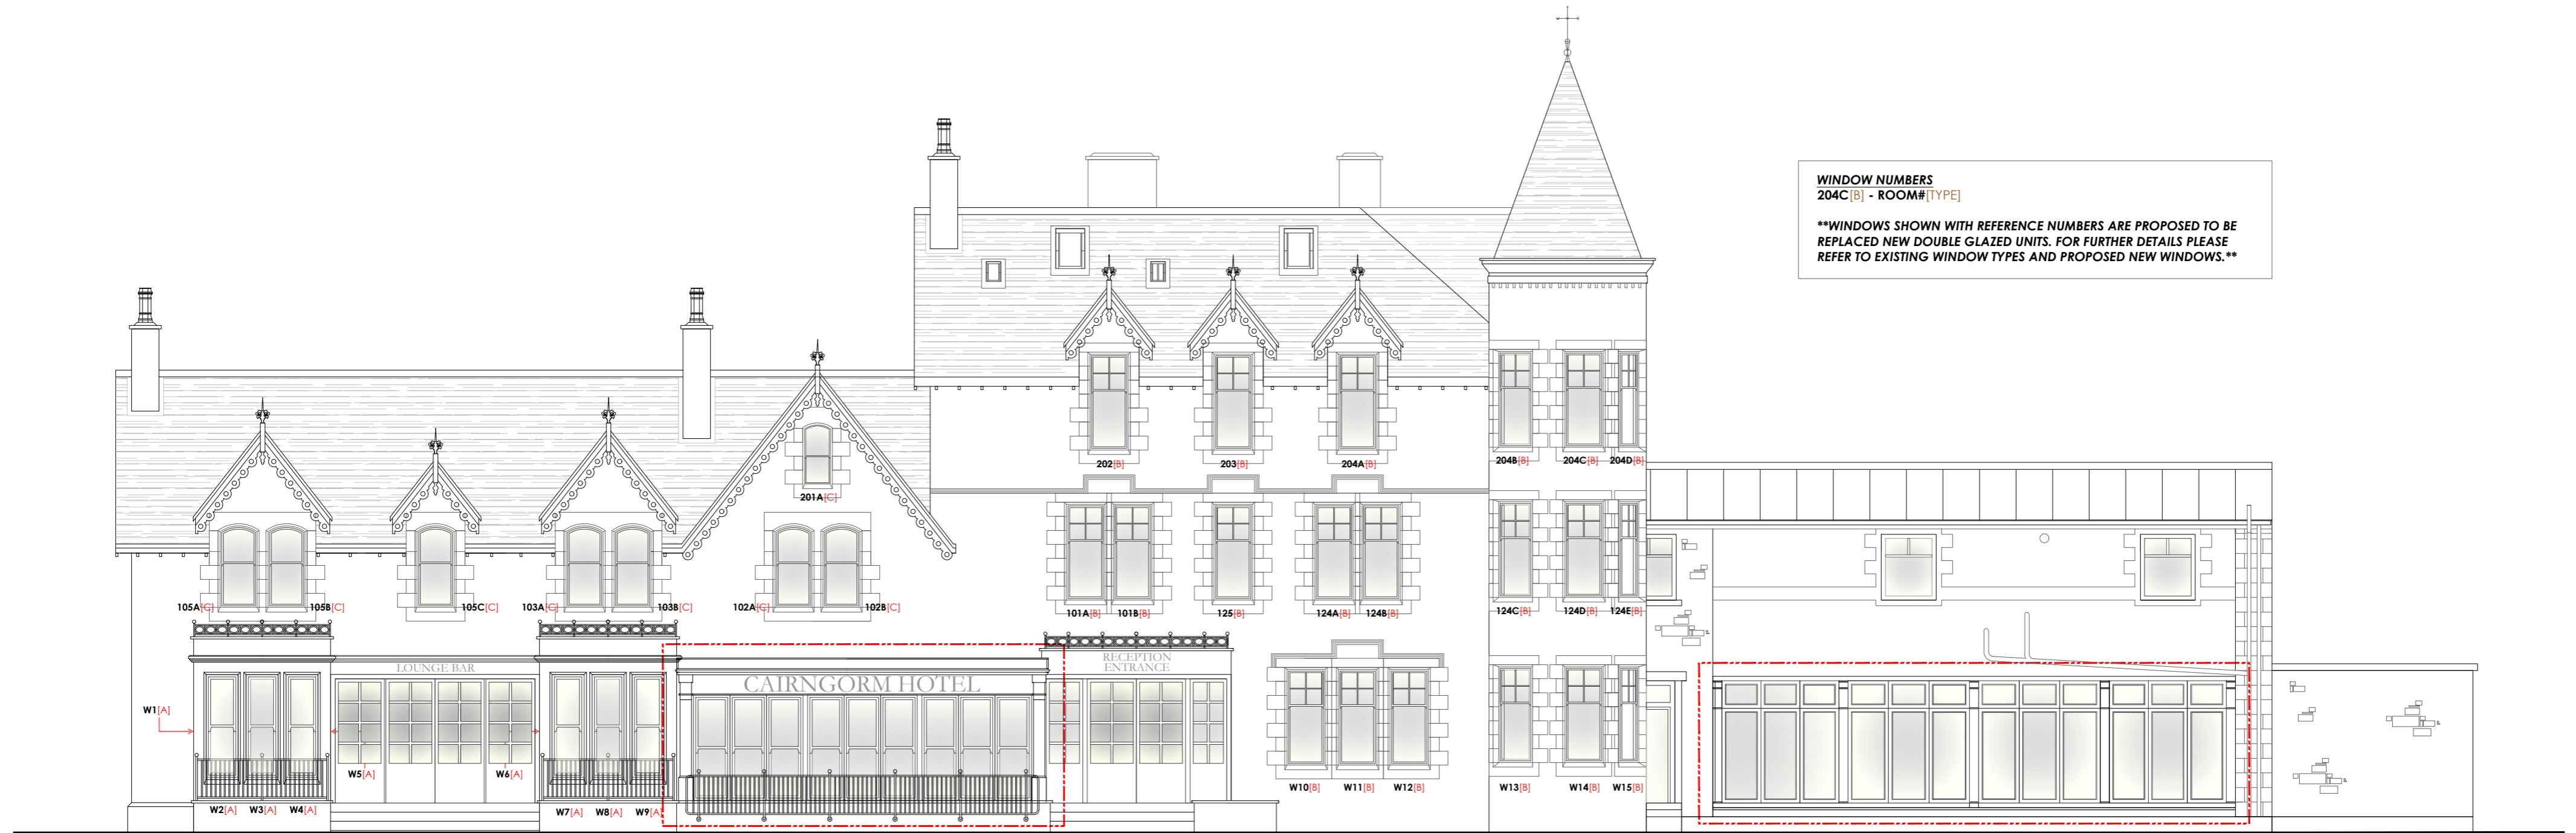 WINDOW NUMBERS
204C[B] - ROOM#[TYPE]
**WINDOWS SHOWN WITH REFERENCE NUMBERS ARE PROPOSED TO BE
REPLACED NEW DOUBLE GLAZED UNITS. FOR FURTHER DETAILS PLEASE
REFER TO EXISTING WINDOW TYPES AND PROPOSED NEW WINDOWS.**
202[B] 203[B] 204A[B] 204B[B] 204C[B] 204D[B]
201A[C]
105A[C] 105B[C] 105C[C] 103A[C] 103B[C] 102A[C] 102B[C] 101A[B] 101B[B] 125[B] 124A[B] 124B[B] 124C[B] 124D[B] 124E[B]
LOUNGE BAR
RECEPTION
ENTRANCE
CAIRNGORM HOTEL
W1[A]
W5[A] W6[A]
W10[B] W11[B] W12[B] W13[B] W14[B] W15[B]
W2[A] W3[A] W4[A] W7[A] W8[A] W9[A]